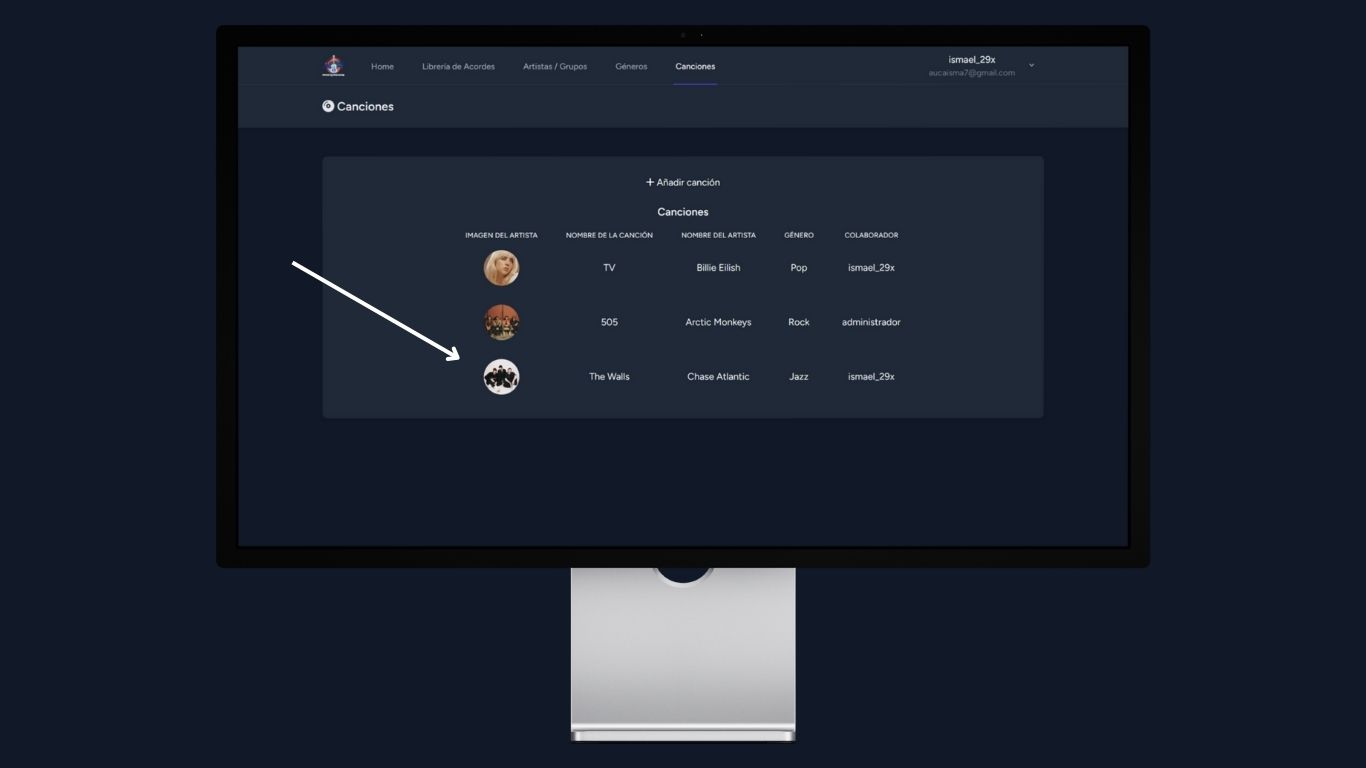 Home Librería de Acordes Artistas / Grupos Géneros Canciones ismael_29x
aucaisma7@gmail.com
Canciones
+ Añadir canción
Canciones
IMAGEN DEL ARTISTA NOMBRE DE LA CANCIÓN NOMBRE DEL ARTISTA GÉNERO COLABORADOR
TV Billie Eilish Pop ismael_29x
505 Arctic Monkeys Rock administrador
The Walls Chase Atlantic Jazz ismael_29x